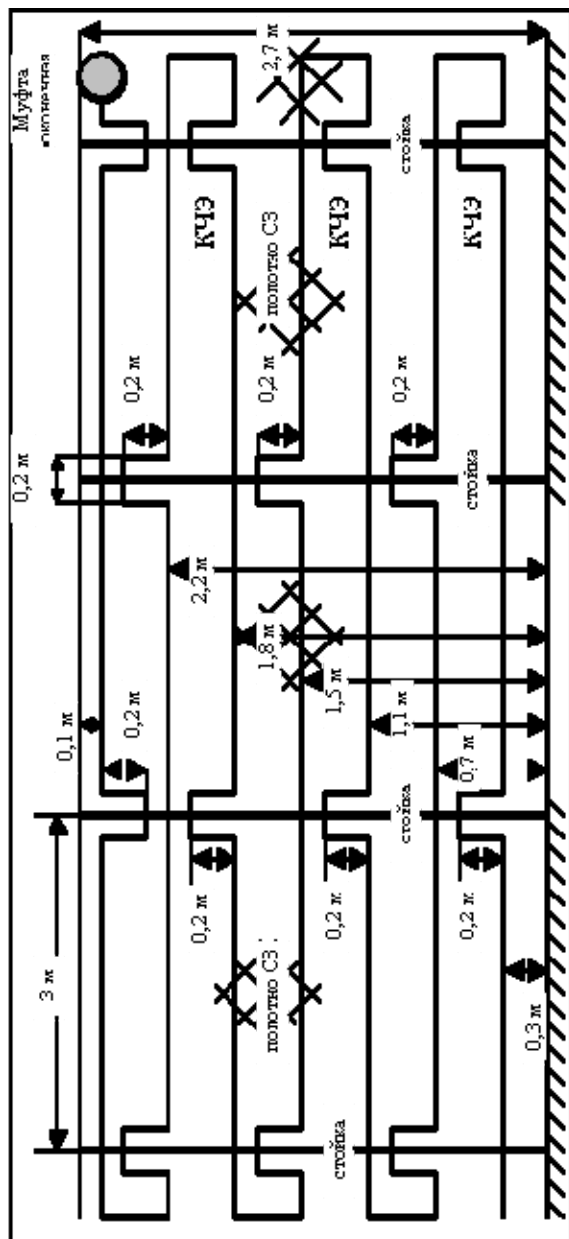 Муфта
оконечная
2,7 м
0,2 м
0,2 м
0,2 м
0,2 м
0,1 м
0,2 м
3 м
стойка
стойка
стойка
стойка
КЧЭ
КЧЭ
КЧЭ
полотно СЗ
полотно СЗ
2,2 м
1,8 м
1,5 м
1,1 м
0,7 м
0,2 м
0,2 м
0,2 м
0,3 м